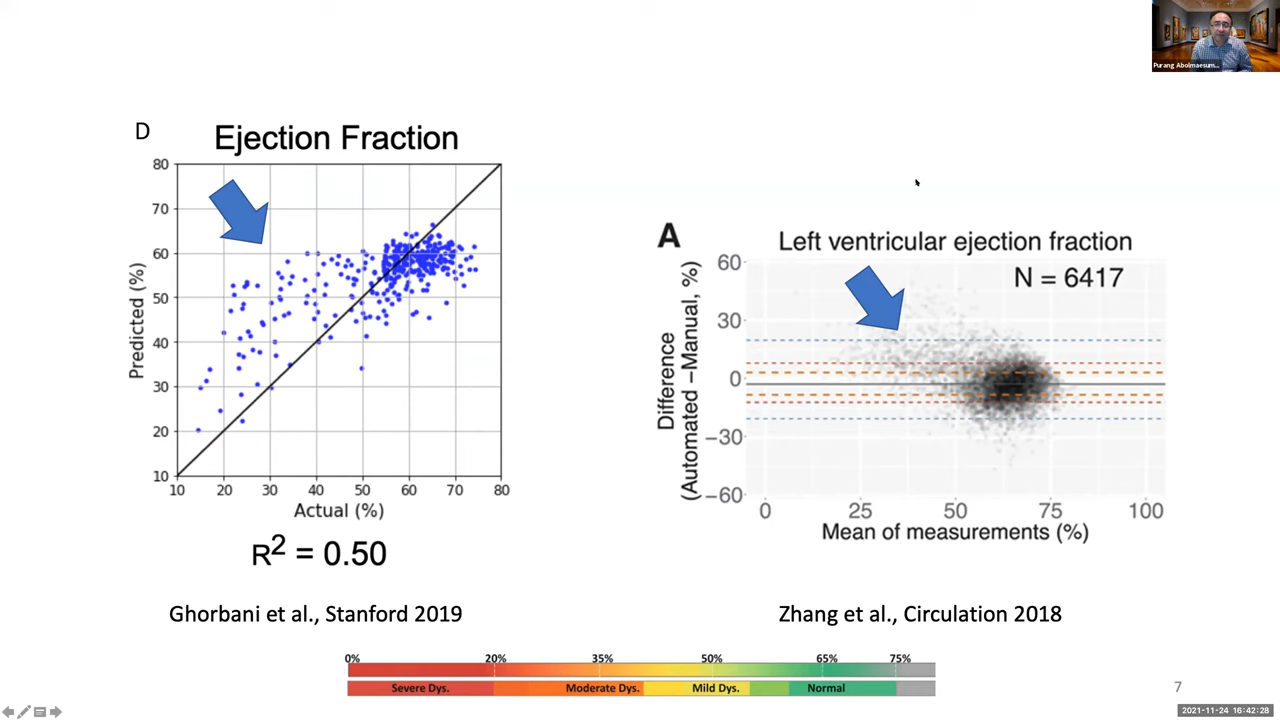 Purang Abolmaesum...
D
Ejection Fraction
80
70
60
50
40
30
20
10
Predicted (%)
10 20 30 40 50 60 70 80
Actual (%)
R2 = 0.50
Ghorbani et al., Stanford 2019
A
Left ventricular ejection fraction
N = 6417
60
30
0
−30
−60
Difference
(Automated −Manual, %)
0 25 50 75 100
Mean of measurements (%)
Zhang et al., Circulation 2018
0% 20% 35% 50% 65% 75%
Severe Dys. Moderate Dys. Mild Dys. Normal
7
2021-11-24 16:42:28